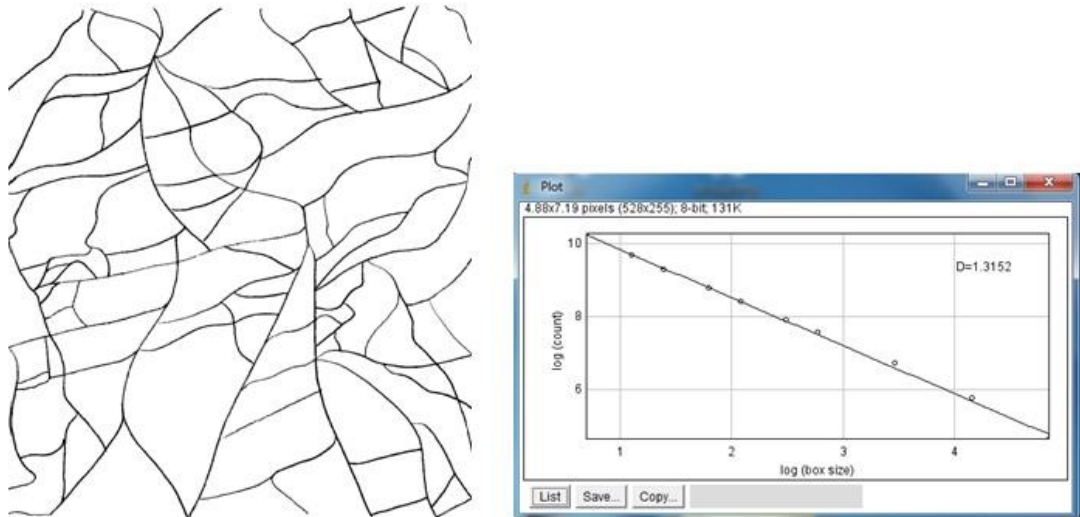 Plot
4.88x7.19 pixels (528x255); 8-bit; 131K
10
8
6
D=1.3152
log (count)
1 2 3 4
log (box size)
List Save... Copy...